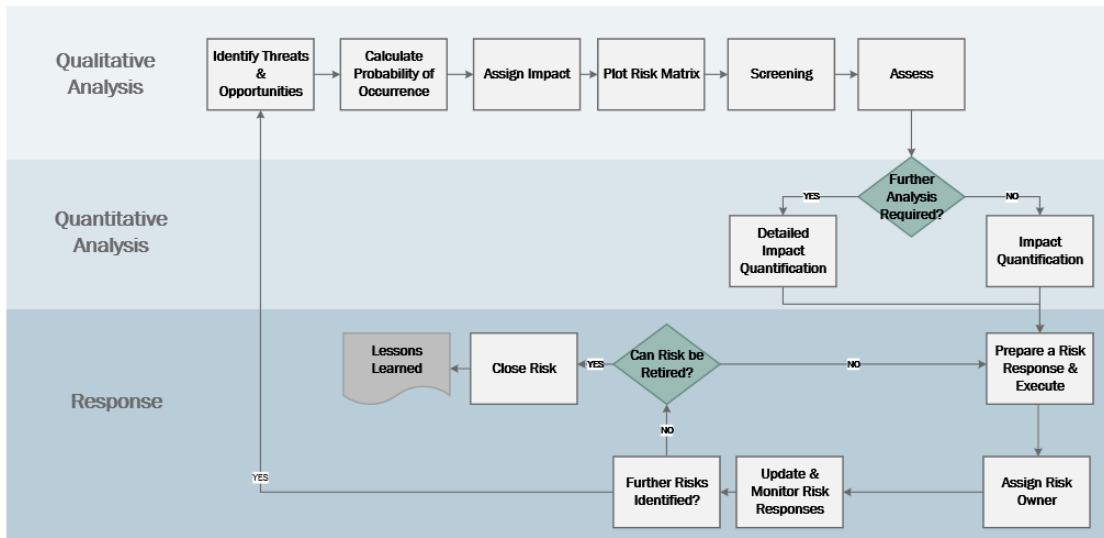 Qualitative
Analysis
Identify Threats
&
Opportunities
Calculate
Probability of
Occurrence
Assign Impact
Plot Risk Matrix
Screening
Assess
Quantitative
Analysis
Further
Analysis
Required?
YES
NO
Detailed
Impact
Quantification
Impact
Quantification
Response
Lessons
Learned
Close Risk
YES
Can Risk be
Retired?
NO
Prepare a Risk
Response &
Execute
NO
YES
Further Risks
Identified?
Update &
Monitor Risk
Responses
Assign Risk
Owner